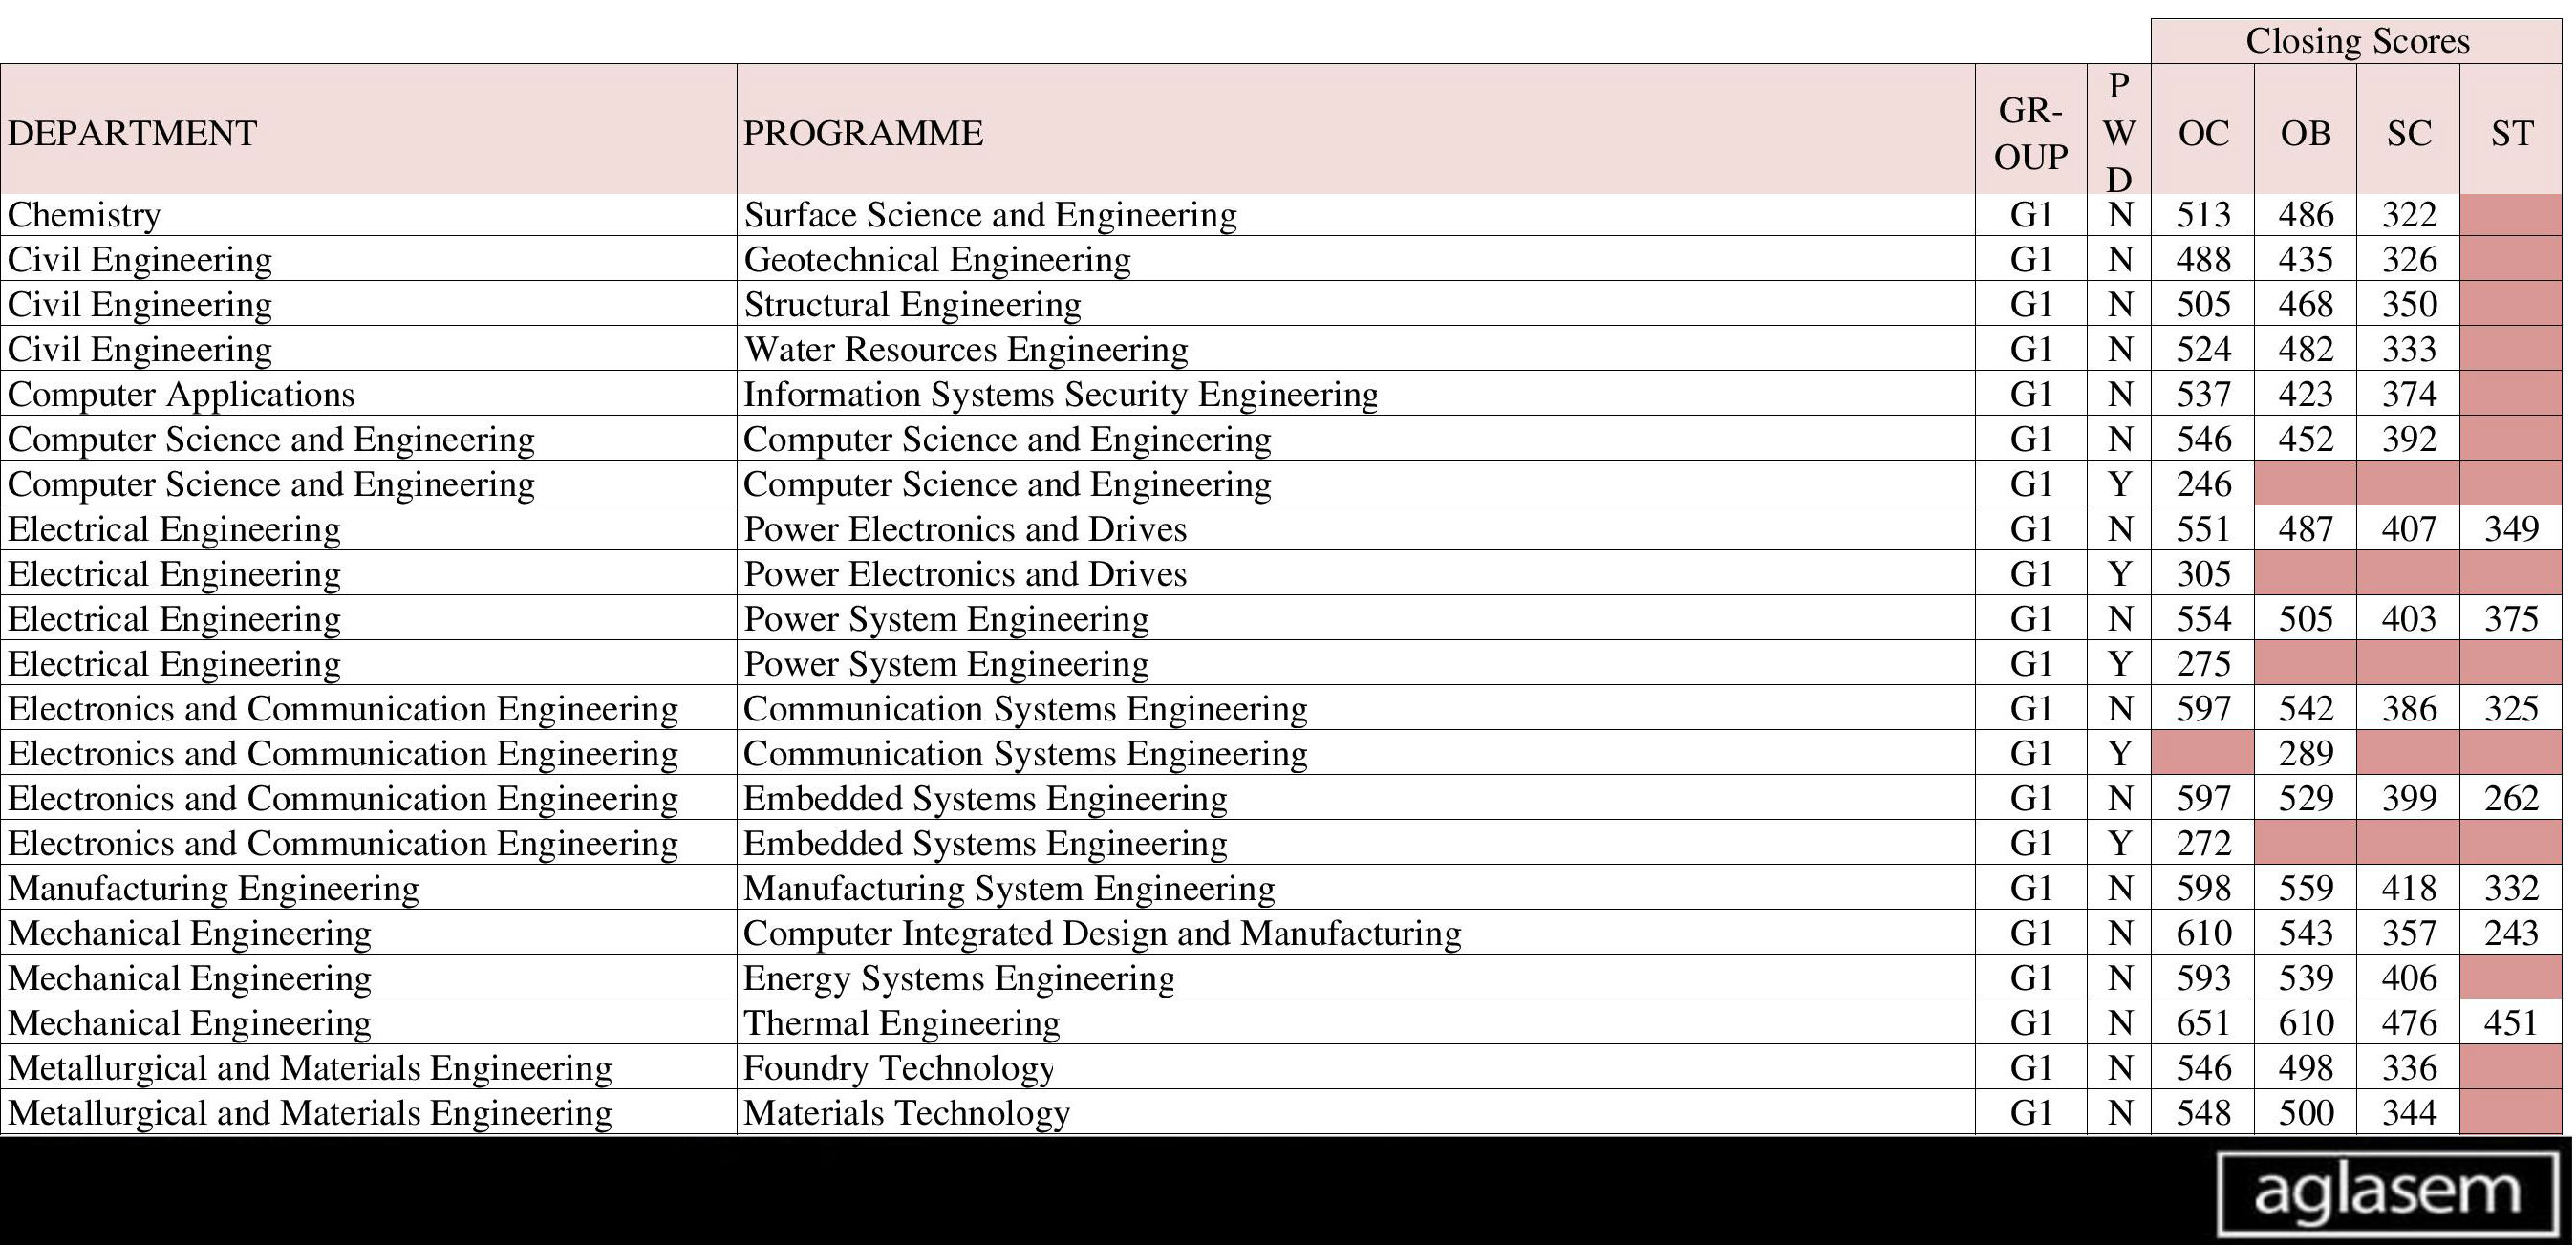 Closing Scores
DEPARTMENT PROGRAMME GR-OUP PWD OC OB SC ST
Chemistry Surface Science and Engineering G1 N 513 486 322
Civil Engineering Geotechnical Engineering G1 N 488 435 326
Civil Engineering Structural Engineering G1 N 505 468 350
Civil Engineering Water Resources Engineering G1 N 524 482 333
Computer Applications Information Systems Security Engineering G1 N 537 423 374
Computer Science and Engineering Computer Science and Engineering G1 N 546 452 392
Computer Science and Engineering Computer Science and Engineering G1 Y 246
Electrical Engineering Power Electronics and Drives G1 N 551 487 407 349
Electrical Engineering Power Electronics and Drives G1 Y 305
Electrical Engineering Power System Engineering G1 N 554 505 403 375
Electrical Engineering Power System Engineering G1 Y 275
Electronics and Communication Engineering Communication Systems Engineering G1 N 597 542 386 325
Electronics and Communication Engineering Communication Systems Engineering G1 Y 289
Electronics and Communication Engineering Embedded Systems Engineering G1 N 597 529 399 262
Electronics and Communication Engineering Embedded Systems Engineering G1 Y 272
Manufacturing Engineering Manufacturing System Engineering G1 N 598 559 418 332
Mechanical Engineering Computer Integrated Design and Manufacturing G1 N 610 543 357 243
Mechanical Engineering Energy Systems Engineering G1 N 593 539 406
Mechanical Engineering Thermal Engineering G1 N 651 610 476 451
Metallurgical and Materials Engineering Foundry Technology G1 N 546 498 336
Metallurgical and Materials Engineering Materials Technology G1 N 548 500 344
aglasem